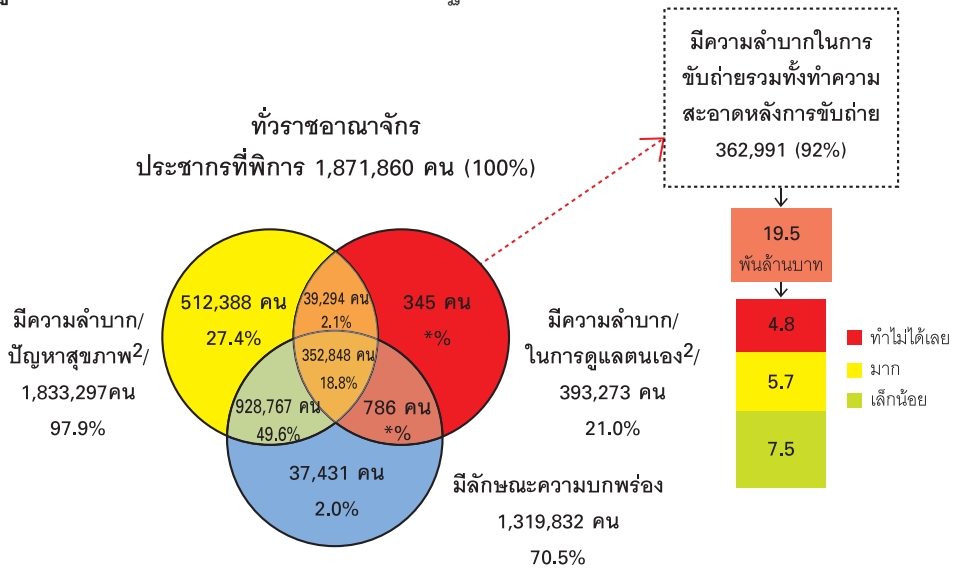 มีความลำบากในการ
ขับถ่ายรวมทั้งทำความ
สะอาดหลังการขับถ่าย
362,991 (92%)
ทั่วราชอาณาจักร
ประชากรที่พิการ 1,871,860 คน (100%)
19.5
พันล้านบาท
4.8
5.7
7.5
ทำไม่ได้เลย
มาก
เล็กน้อย
512,388 คน
27.4%
39,294 คน
2.1%
345 คน
*%
352,848 คน
18.8%
928,767 คน
49.6%
786 คน
*%
37,431 คน
2.0%
มีความลำบาก/
ปัญหาสุขภาพ2/
1,833,297คน
97.9%
มีความลำบาก/
ในการดูแลตนเอง2/
393,273 คน
21.0%
มีลักษณะความบกพร่อง
1,319,832 คน
70.5%